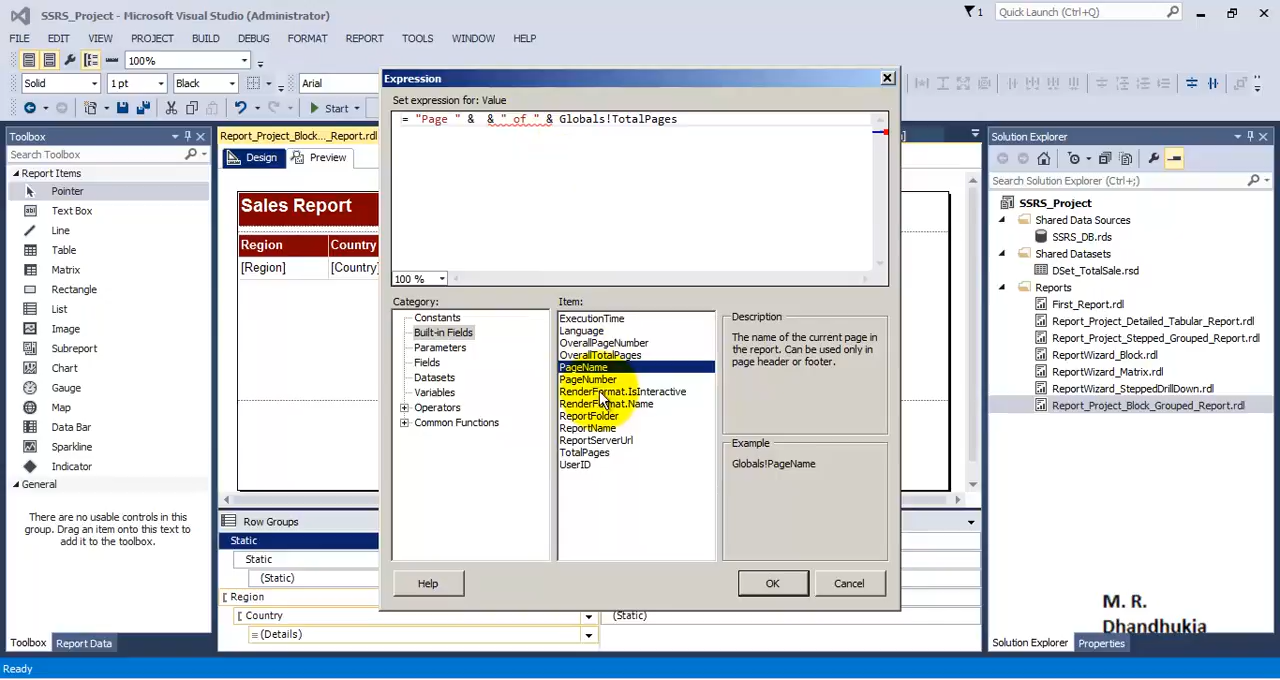 SSRS_Project - Microsoft Visual Studio (Administrator)
1
Quick Launch (Ctrl+Q)
FILE EDIT VIEW PROJECT BUILD DEBUG FORMAT REPORT TOOLS WINDOW HELP
100%
Solid 1 pt Black Arial
Start
Toolbox
Search Toolbox
Report Items
Pointer
Text Box
Line
Table
Matrix
Rectangle
List
Image
Subreport
Chart
Gauge
Map
Data Bar
Sparkline
Indicator
General
There are no usable controls in this
group. Drag an item onto this text to
add it to the toolbox.
Toolbox Report Data
Report_Project_Block_..._Report.rdl
Design Preview
Sales Report
Region Country
[Region] [Country]
Row Groups
Static
Static
(Static)
[ Region
[ Country
(Details)
(Static)
Expression
Set expression for: Value
= "Page " & & " of " & Globals!TotalPages
100 %
Category:
Constants
Built-in Fields
Parameters
Fields
Datasets
Variables
Operators
Common Functions
Item:
ExecutionTime
Language
OverallPageNumber
OverallTotalPages
PageName
PageNumber
RenderFormat.IsInteractive
RenderFormat.Name
ReportFolder
ReportName
ReportServerUrl
TotalPages
UserID
Description
The name of the current page in
the report. Can be used only in
page header or footer.
Example
Globals!PageName
Help OK Cancel
Solution Explorer
Search Solution Explorer (Ctrl+;)
SSRS_Project
Shared Data Sources
SSRS_DB.rds
Shared Datasets
DSet_TotalSale.rsd
Reports
First_Report.rdl
Report_Project_Detailed_Tabular_Report.rdl
Report_Project_Stepped_Grouped_Report.rdl
ReportWizard_Block.rdl
ReportWizard_Matrix.rdl
ReportWizard_SteppedDrillDown.rdl
Report_Project_Block_Grouped_Report.rdl
M. R.
Dhandhukia
Solution Explorer Properties
Ready